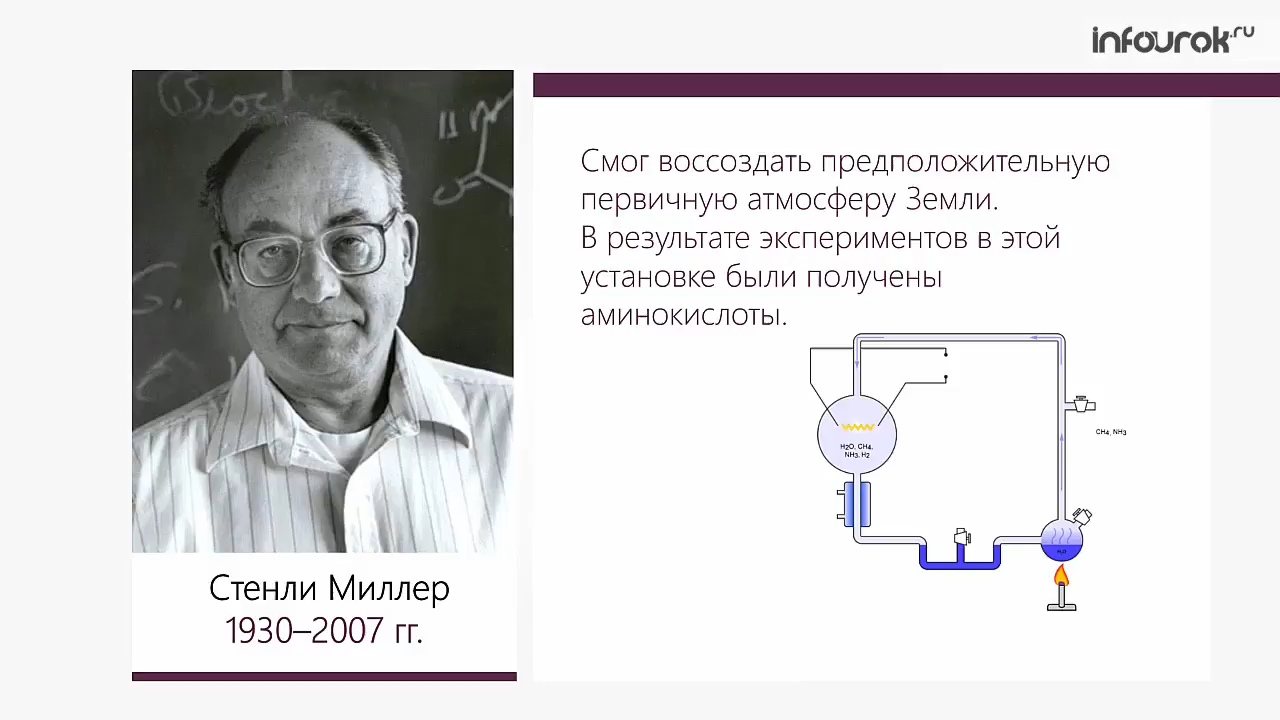 infourok.ru
Смог воссоздать предположительную
первичную атмосферу Земли.
В результате экспериментов в этой
установке были получены
аминокислоты.
CH4, NH3
H2O, CH4,
NH3, H2
H2O
Стенли Миллер
1930–2007 гг.